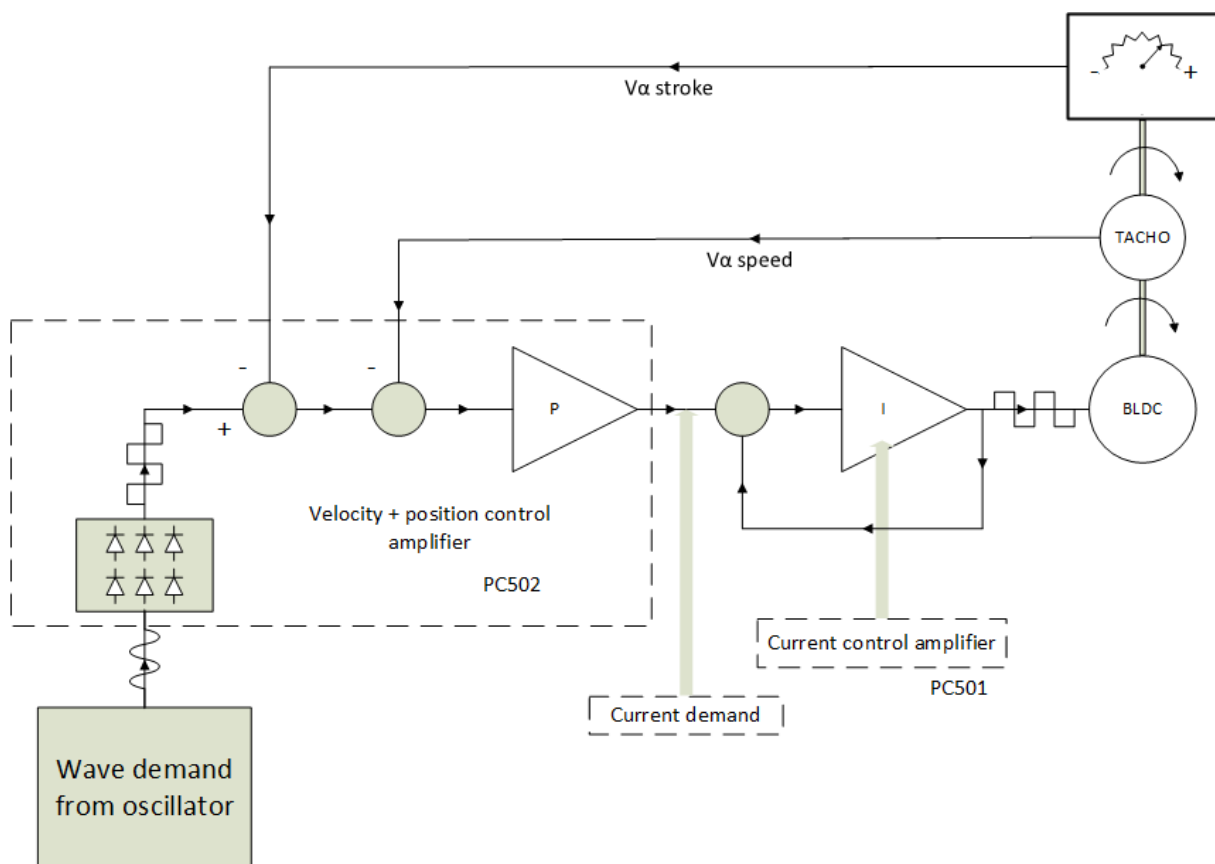 - +
Vα stroke
TACHO
Vα speed
-
-
+
P
I
BLDC
Velocity + position control
amplifier
PC502
Current control amplifier
PC501
Current demand
Wave demand
from oscillator